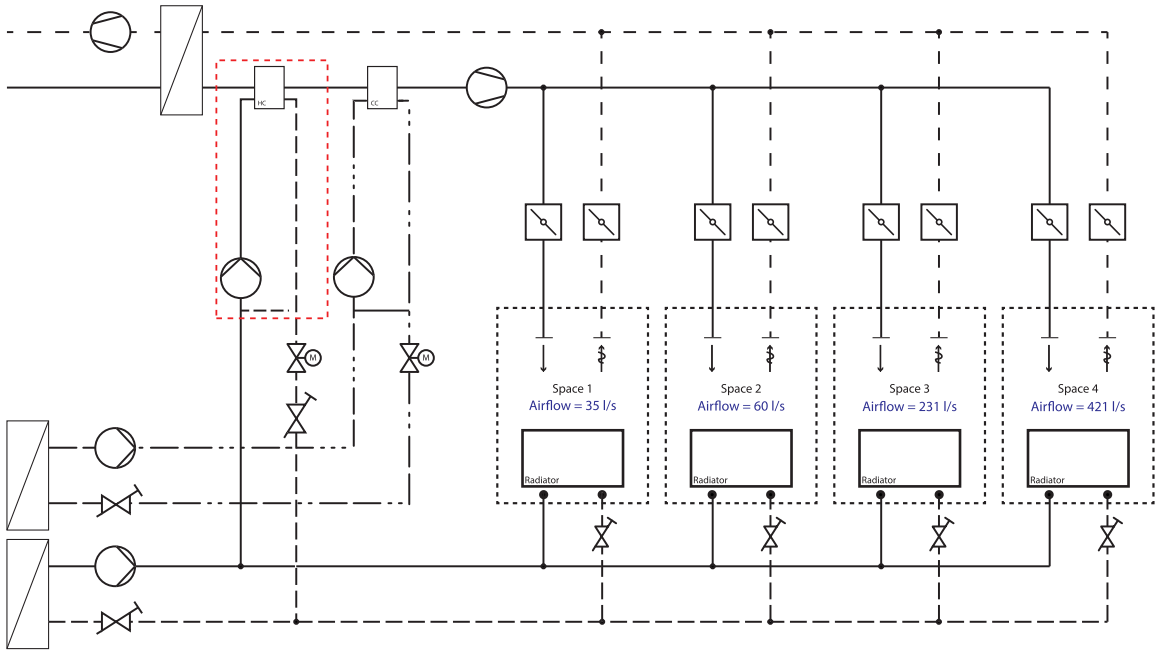 HC
CC
M
M
Space 1
Airflow = 35 l/s
Radiator
Space 2
Airflow = 60 l/s
Radiator
Space 3
Airflow = 231 l/s
Radiator
Space 4
Airflow = 421 l/s
Radiator